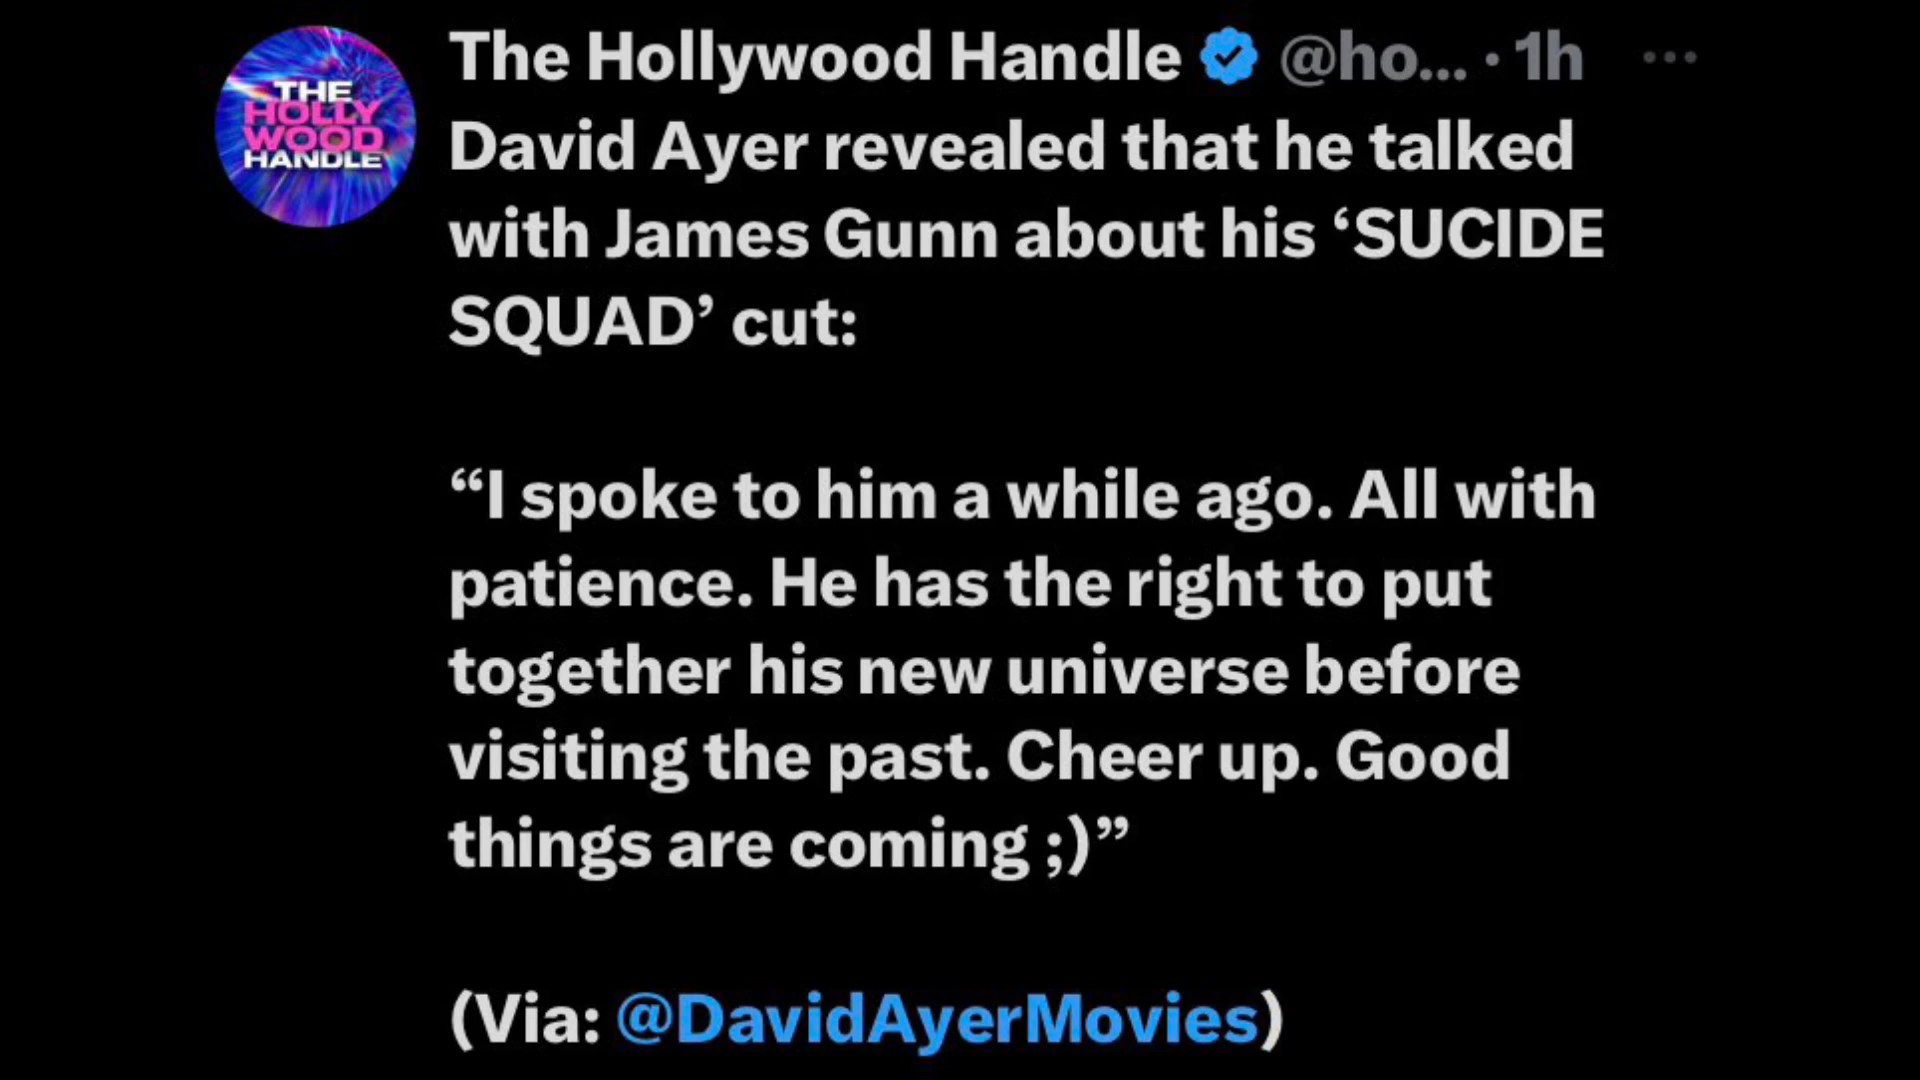 THE
HOLLY
WOOD
HANDLE
The Hollywood Handle @ho... · 1h ...
David Ayer revealed that he talked
with James Gunn about his ‘SUCIDE
SQUAD’ cut:
“I spoke to him a while ago. All with
patience. He has the right to put
together his new universe before
visiting the past. Cheer up. Good
things are coming ;)”
(Via: @DavidAyerMovies)